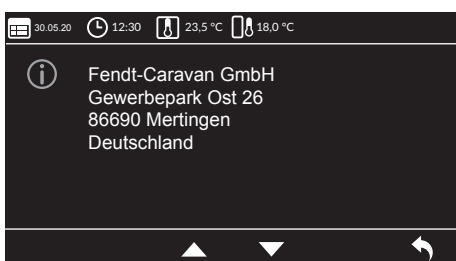 30.05.20 12:30 23,5 °C 18,0 °C
Fendt-Caravan GmbH
Gewerbepark Ost 26
86690 Mertingen
Deutschland